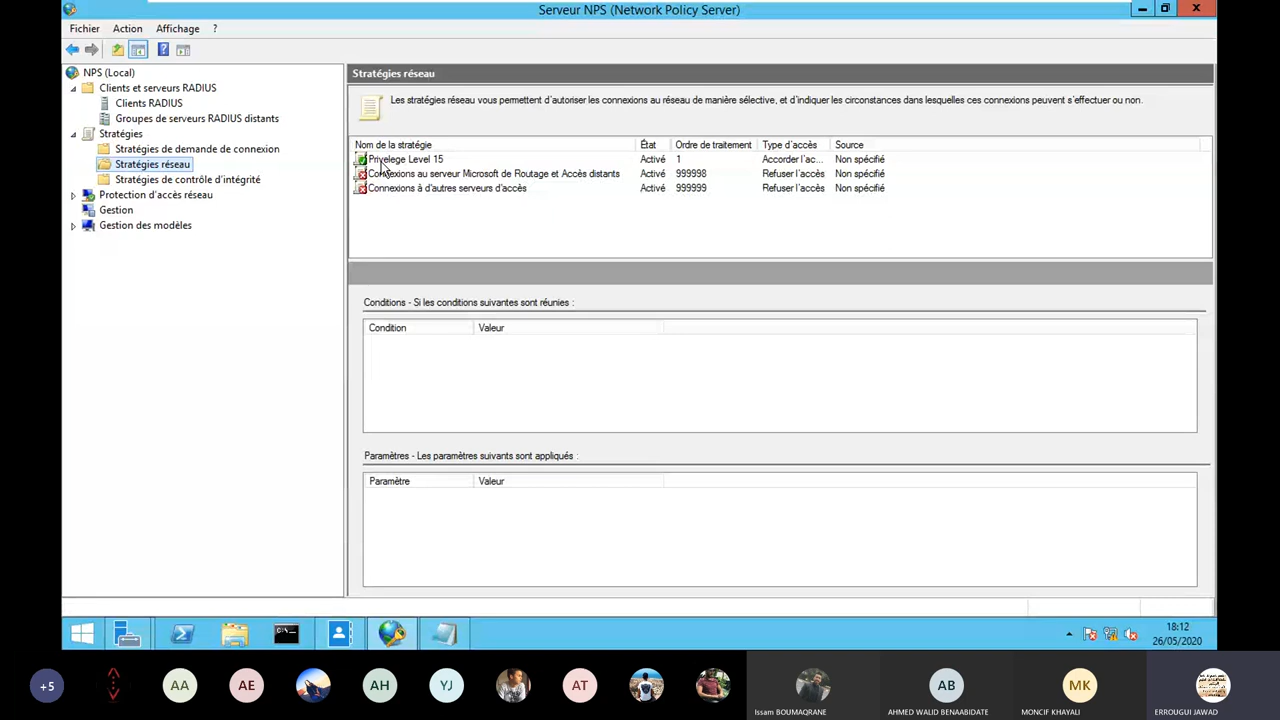 Serveur NPS (Network Policy Server)
Fichier Action Affichage ?
NPS (Local)
Clients et serveurs RADIUS
Clients RADIUS
Groupes de serveurs RADIUS distants
Stratégies
Stratégies de demande de connexion
Stratégies réseau
Stratégies de contrôle d'intégrité
Protection d'accès réseau
Gestion
Gestion des modèles
Stratégies réseau
Les stratégies réseau vous permettent d'autoriser les connexions au réseau de manière sélective, et d'indiquer les circonstances dans lesquelles ces connexions peuvent s'effectuer ou non.
Nom de la stratégie État Ordre de traitement Type d'accès Source
Privelege Level 15 Activé 1 Accorder l'ac... Non spécifié
Connexions au serveur Microsoft de Routage et Accès distants Activé 999998 Refuser l'accès Non spécifié
Connexions à d'autres serveurs d'accès Activé 999999 Refuser l'accès Non spécifié
Conditions - Si les conditions suivantes sont réunies :
Condition Valeur
Paramètres - Les paramètres suivants sont appliqués :
Paramètre Valeur
18:12
26/05/2020
+5 AA AE AH YJ AT AB MK
Issam BOUMAQRANE AHMED WALID BENAABIDATE MONCIF KHAYALI ERROUGUI JAWAD